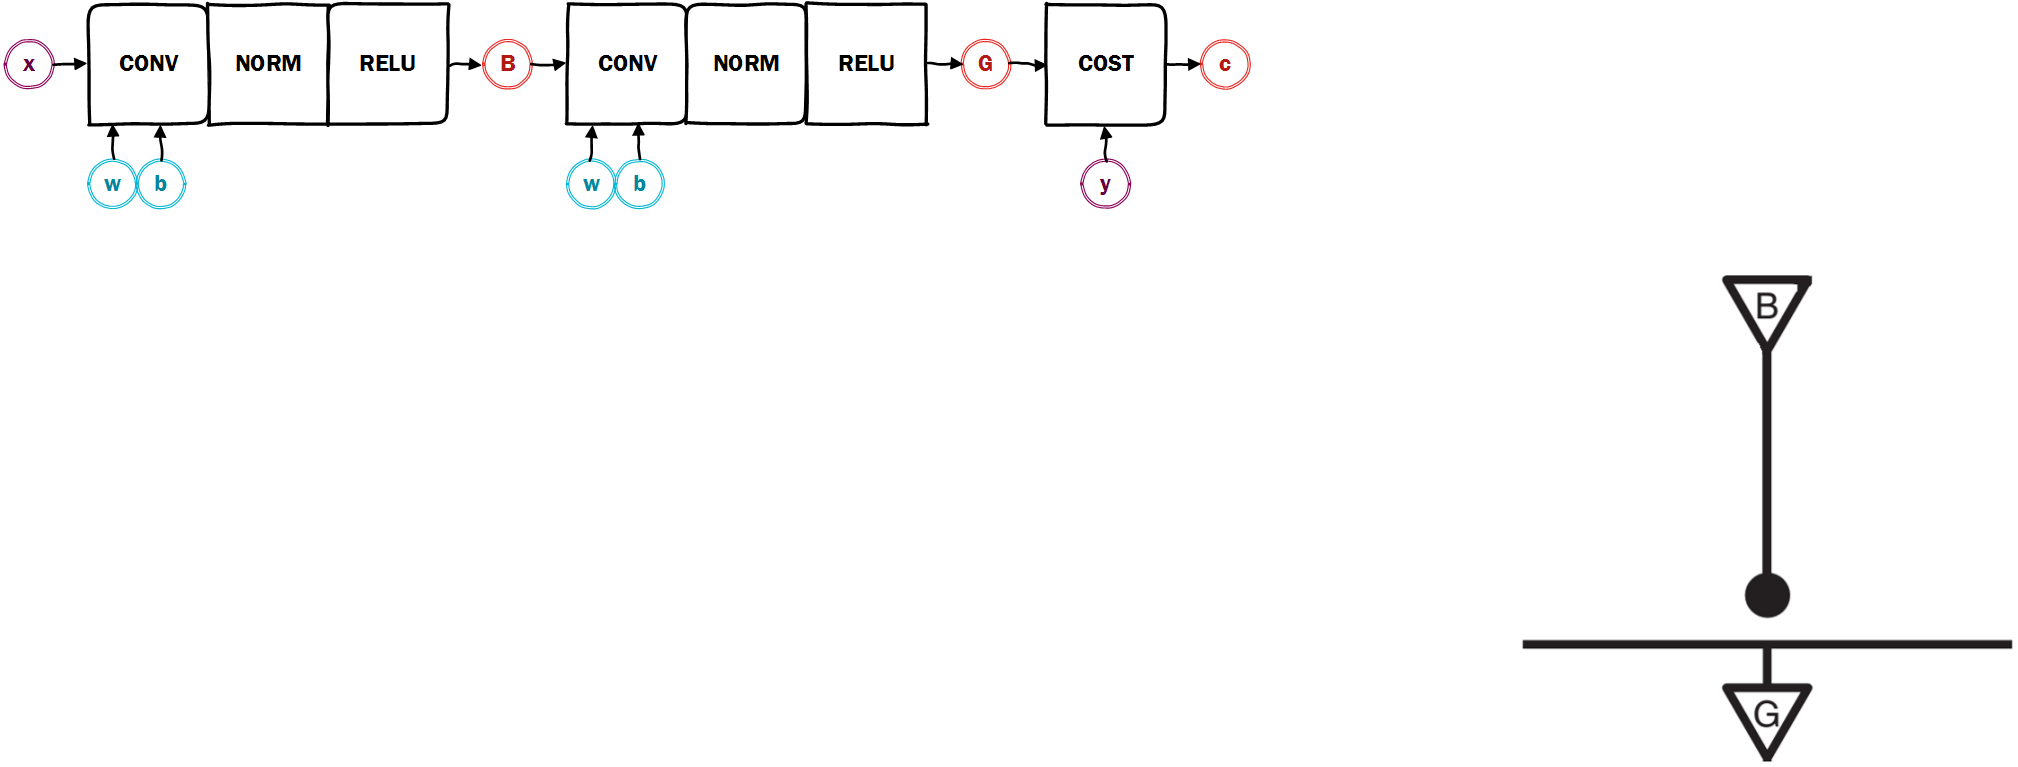 x CONV NORM RELU B CONV NORM RELU G COST c
w b w b y
B
G